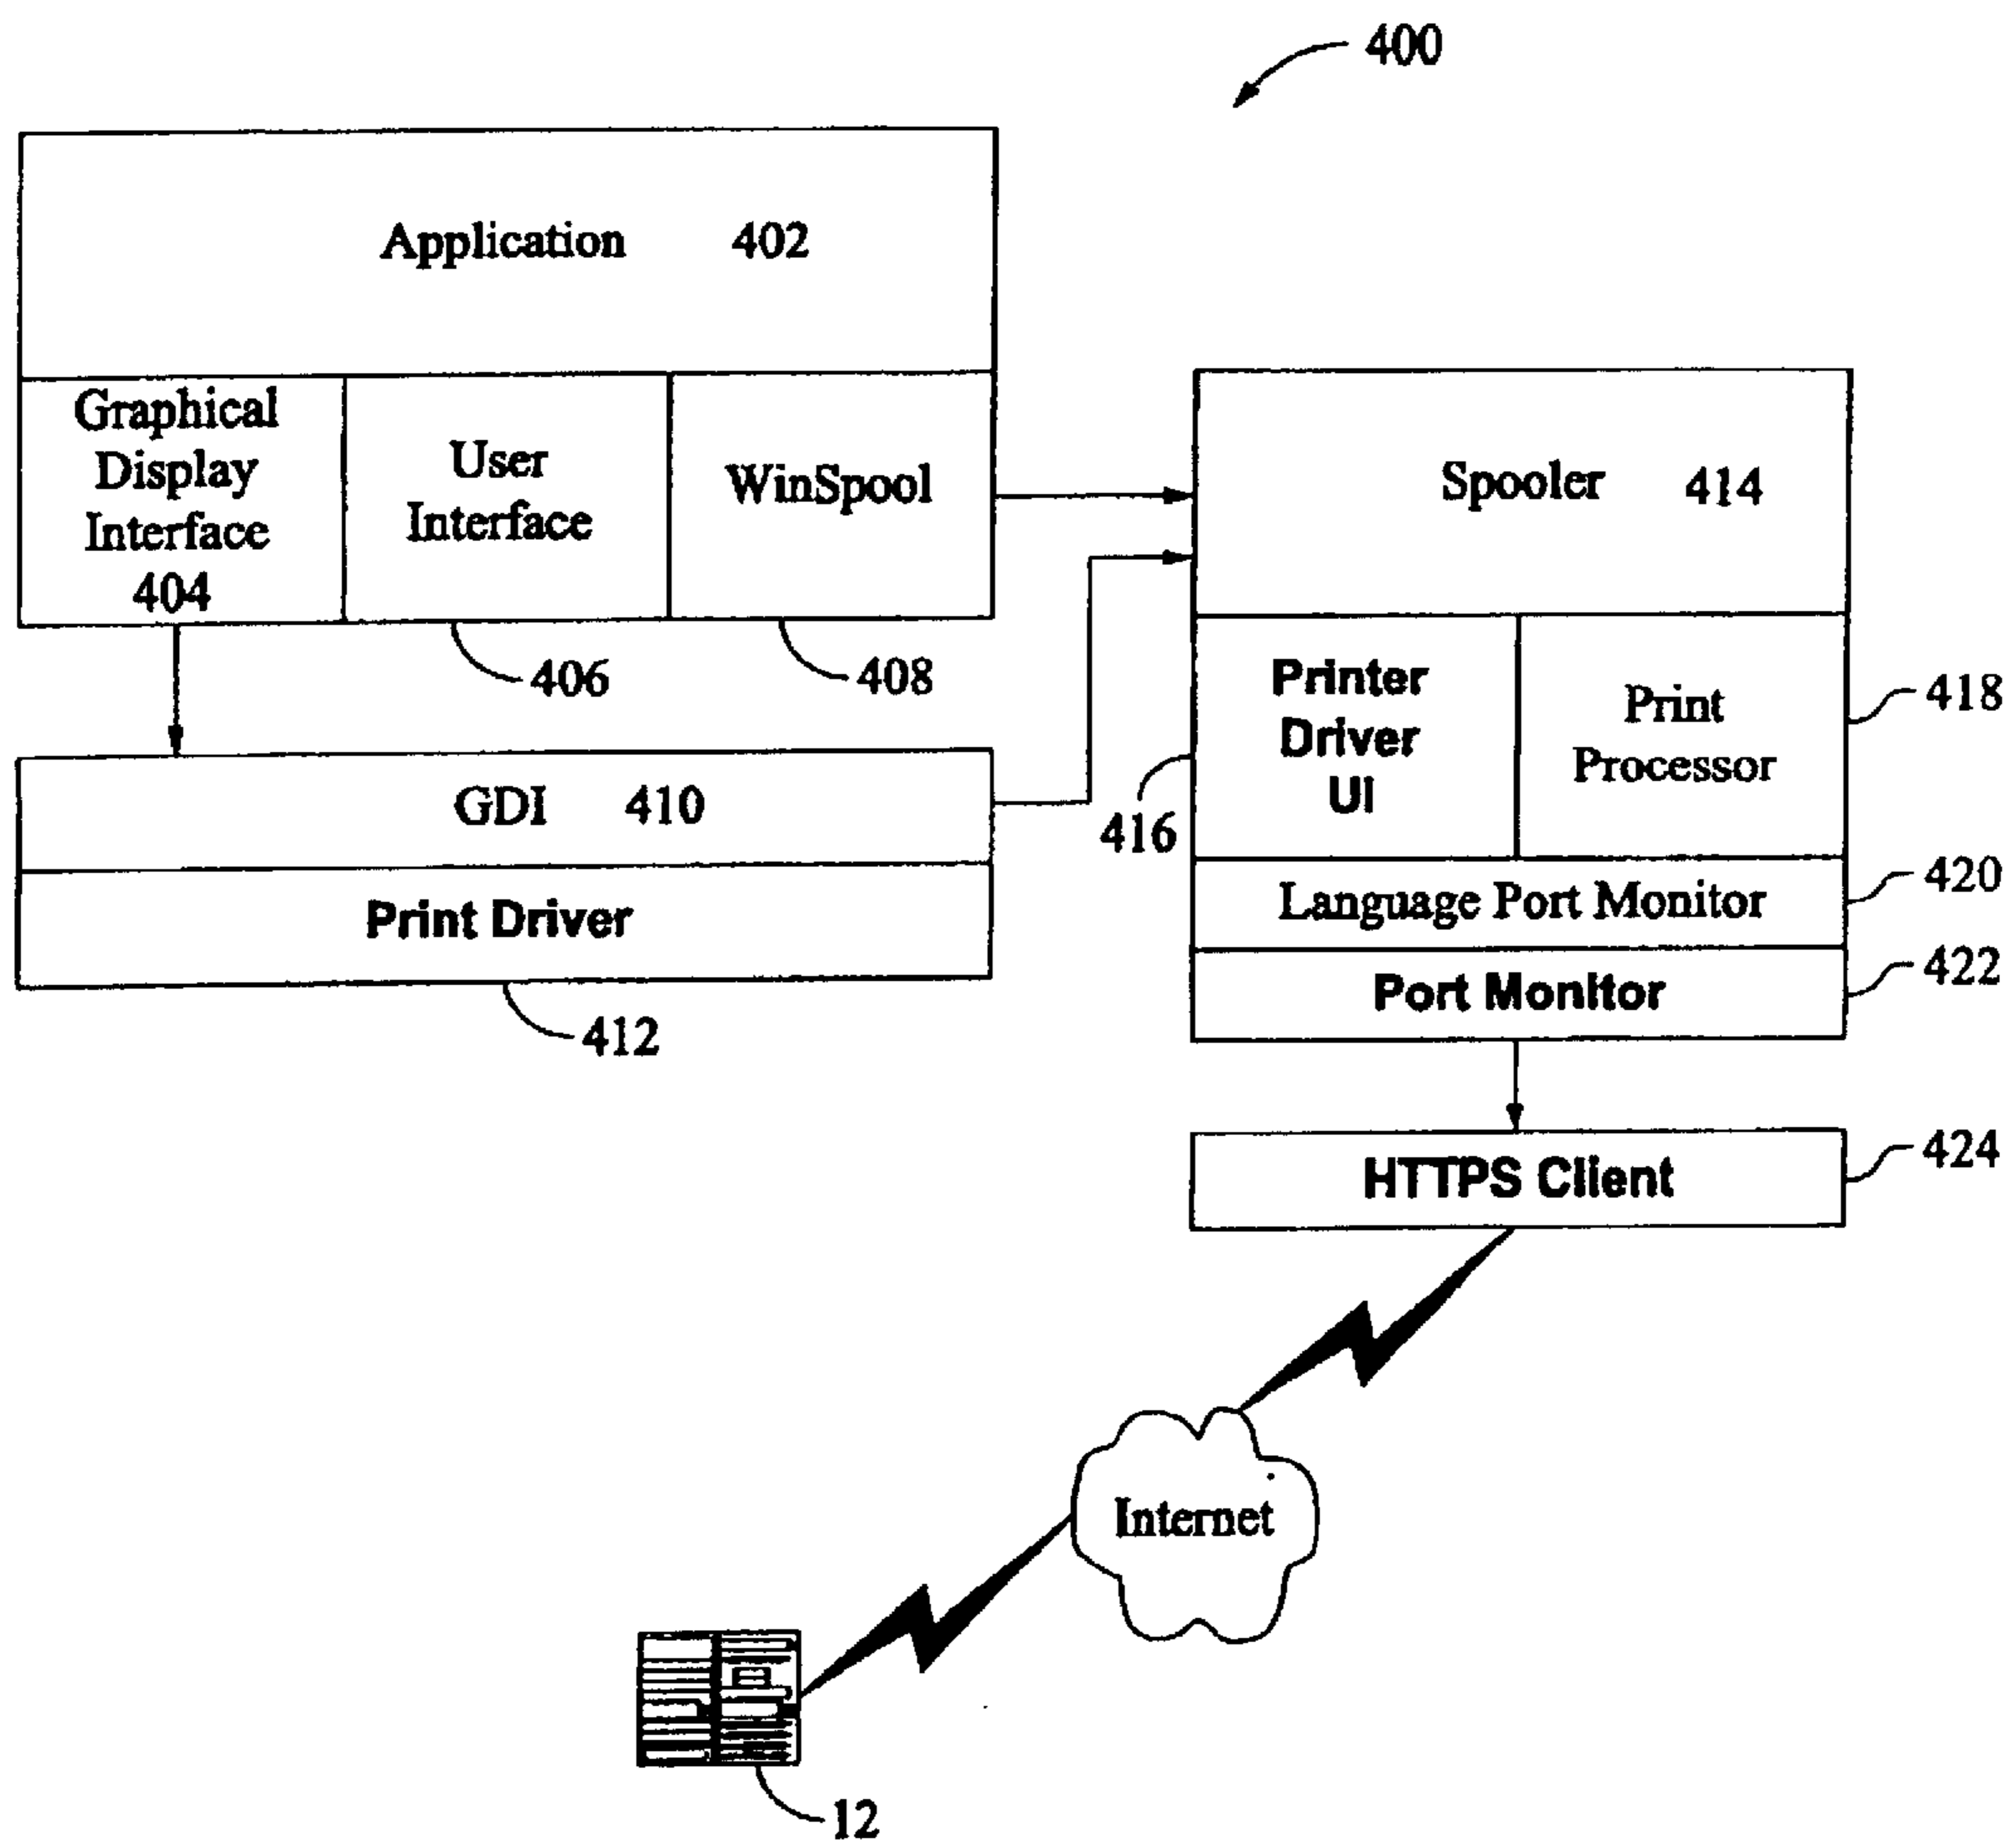 400
Application 402
Graphical
Display
Interface
404
User
Interface
WinSpool
406
408
GDI 410
Print Driver
412
Spooler 414
Printer
Driver
UI
416
Print
Processor
418
Language Port Monitor
420
Port Monitor
422
HTTPS Client
424
Internet
12